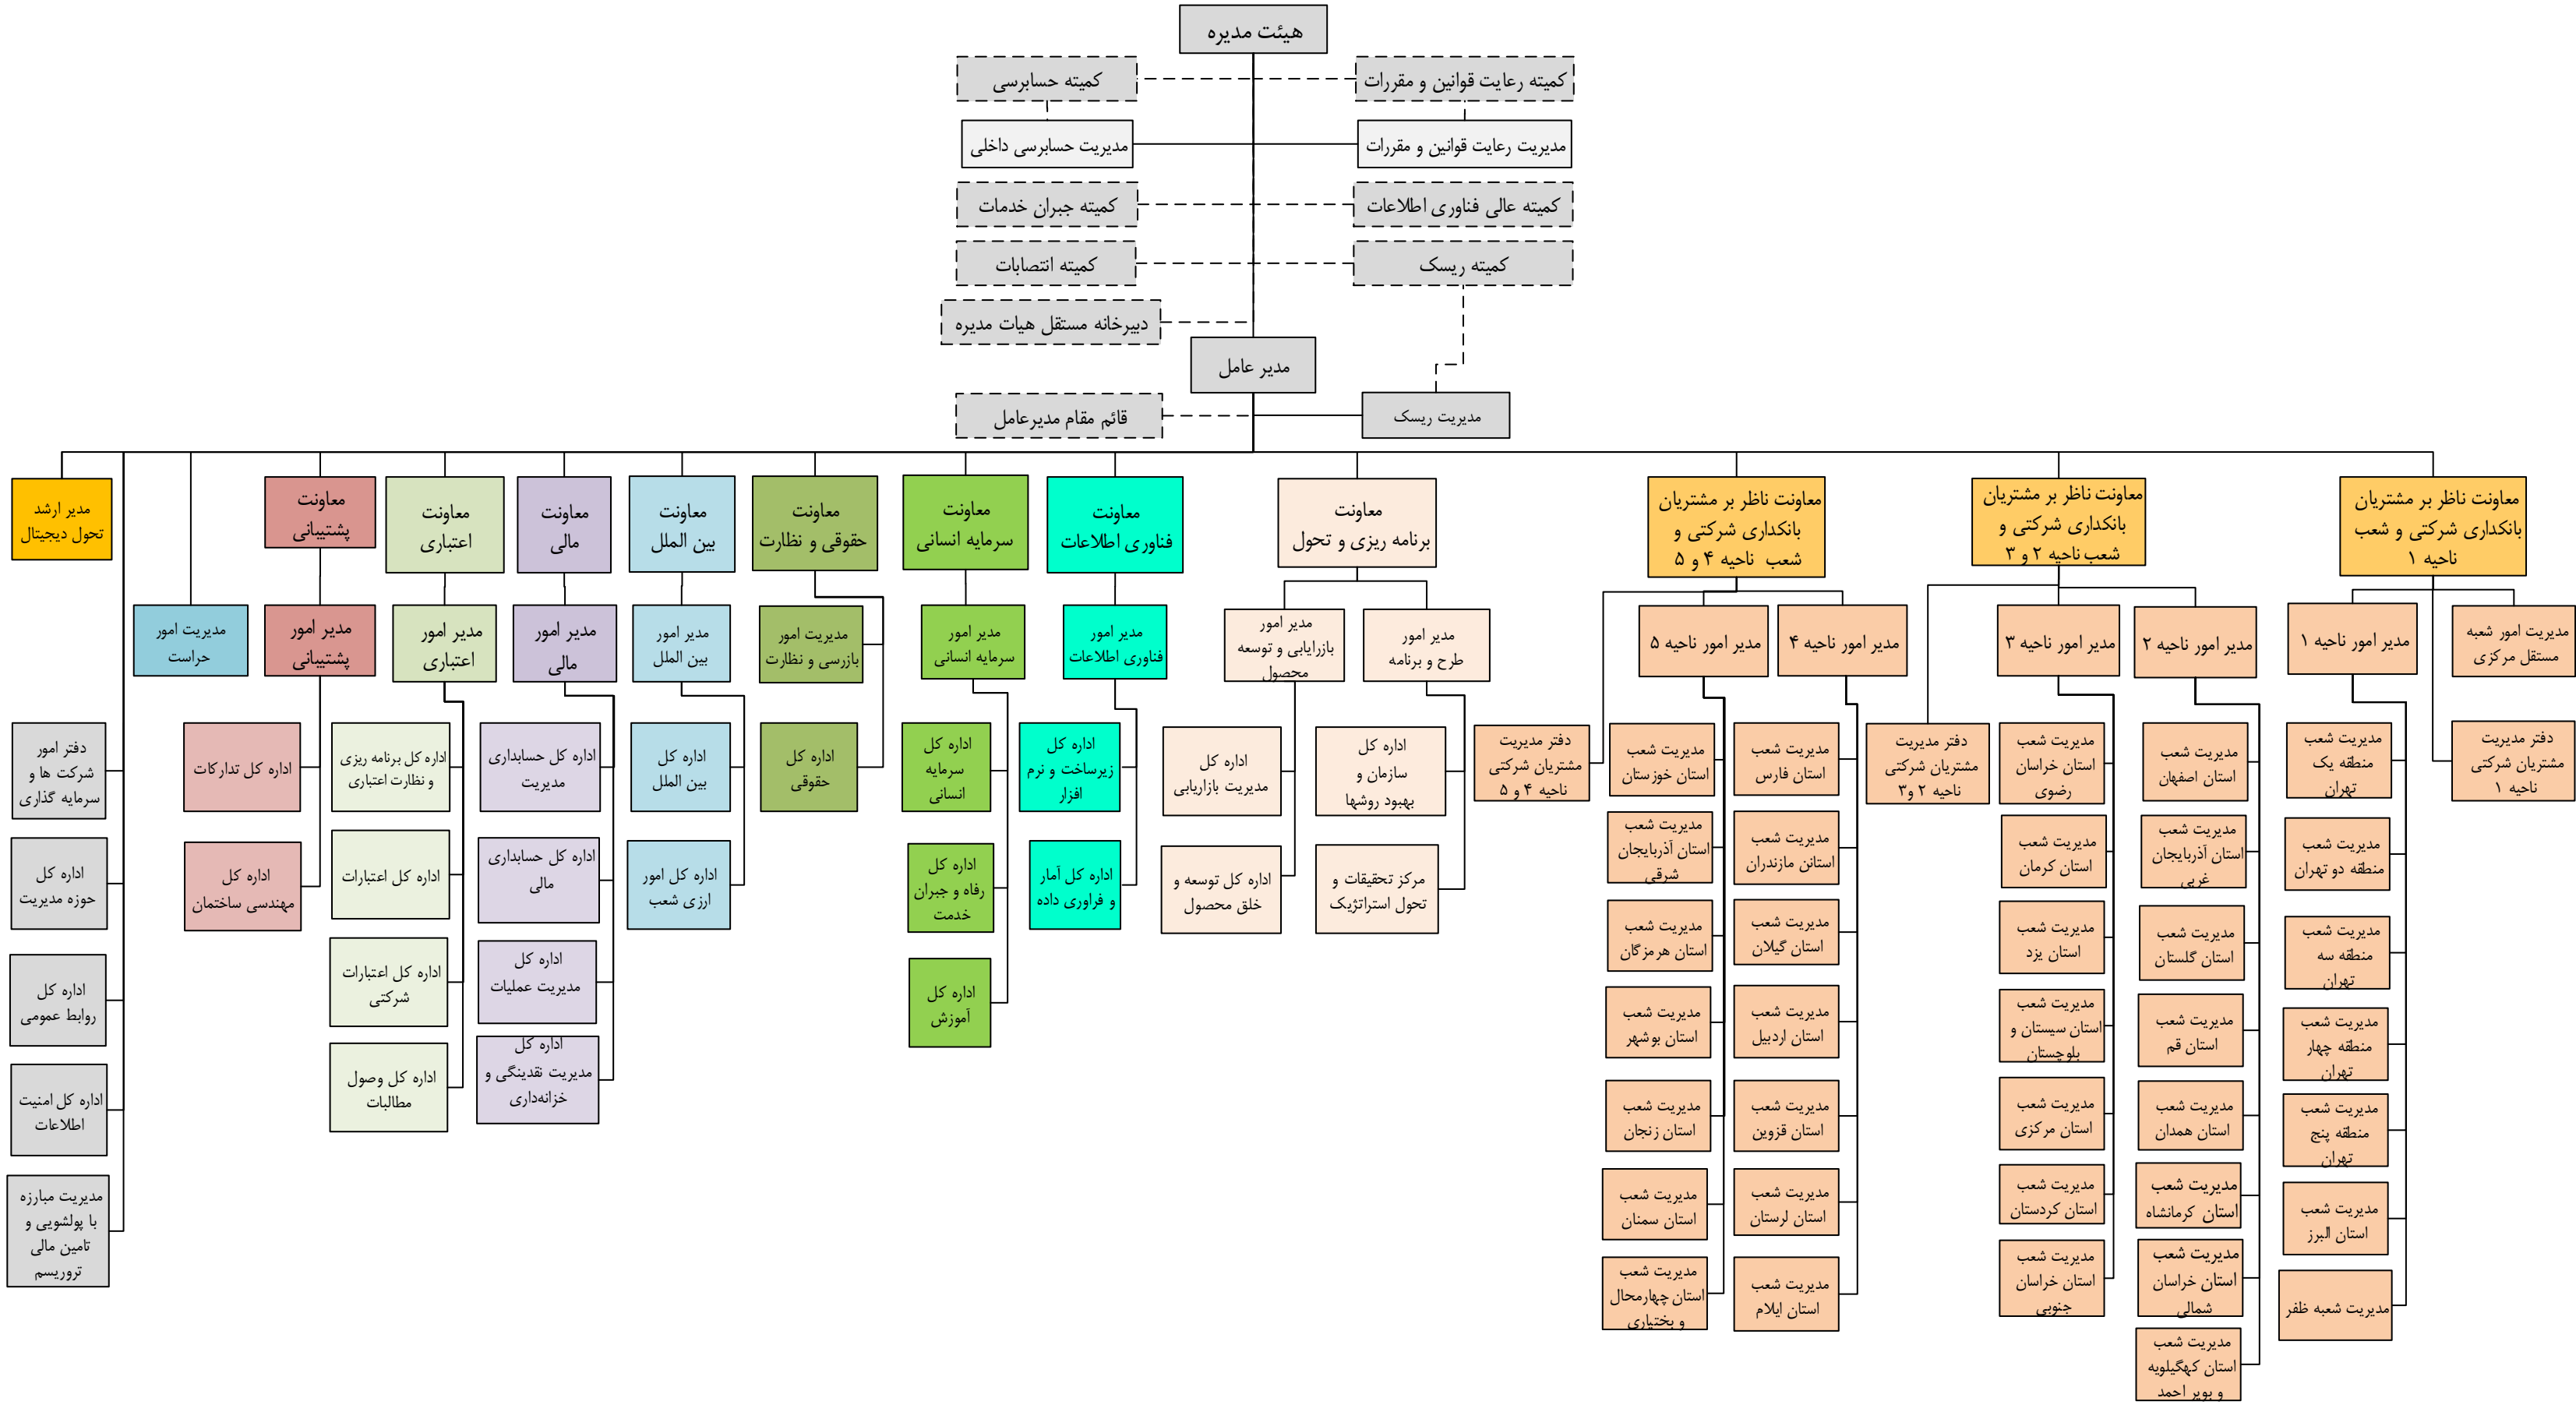 هیئت مدیره
کمیته رعایت قوانین و مقررات
کمیته حسابرسی
مدیریت رعایت قوانین و مقررات
مدیریت حسابرسی داخلی
کمیته عالی فناوری اطلاعات
کمیته جبران خدمات
کمیته ریسک
کمیته انتصابات
دبیرخانه مستقل هیات مدیره
مدیر عامل
مدیریت ریسک
قائم مقام مدیرعامل
معاونت ناظر بر مشتریان
بانکداری شرکتی و شعب
ناحیه ۱
مدیریت امور شعبه
مستقل مرکزی
دفتر مدیریت
مشتریان شرکتی
ناحیه ۱
مدیر امور ناحیه ۱
مدیریت شعب
منطقه یک
تهران
مدیریت شعب
منطقه دو تهران
مدیریت شعب
منطقه سه
تهران
مدیریت شعب
منطقه چهار
تهران
مدیریت شعب
منطقه پنج
تهران
مدیریت شعب
استان البرز
مدیریت شعبه ظفر
معاونت ناظر بر مشتریان
بانکداری شرکتی و
شعب ناحیه ۲ و ۳
مدیر امور ناحیه ۲
مدیریت شعب
استان اصفهان
مدیریت شعب
استان آذربایجان
غربی
مدیریت شعب
استان گلستان
مدیریت شعب
استان قم
مدیریت شعب
استان همدان
مدیریت شعب
استان کرمانشاه
مدیریت شعب
استان خراسان
شمالی
مدیریت شعب
استان کهگیلویه
و بویر احمد
مدیر امور ناحیه ۳
مدیریت شعب
استان خراسان
رضوی
مدیریت شعب
استان کرمان
مدیریت شعب
استان یزد
مدیریت شعب
استان سیستان و
بلوچستان
مدیریت شعب
استان مرکزی
مدیریت شعب
استان کردستان
مدیریت شعب
استان خراسان
جنوبی
دفتر مدیریت
مشتریان شرکتی
ناحیه ۲ و۳
معاونت ناظر بر مشتریان
بانکداری شرکتی و
شعب ناحیه ۴ و ۵
مدیر امور ناحیه ۴
مدیریت شعب
استان فارس
مدیریت شعب
استانن مازندران
مدیریت شعب
استان گیلان
مدیریت شعب
استان اردبیل
مدیریت شعب
استان قزوین
مدیریت شعب
استان لرستان
مدیریت شعب
استان ایلام
مدیر امور ناحیه ۵
مدیریت شعب
استان خوزستان
مدیریت شعب
استان آذربایجان
شرقی
مدیریت شعب
استان هرمزگان
مدیریت شعب
استان بوشهر
مدیریت شعب
استان زنجان
مدیریت شعب
استان سمنان
مدیریت شعب
استان چهارمحال
و بختیاری
دفتر مدیریت
مشتریان شرکتی
ناحیه ۴ و ۵
معاونت
برنامه ریزی و تحول
مدیر امور
طرح و برنامه
اداره کل
سازمان و
بهبود روشها
مرکز تحقیقات و
تحول استراتژیک
مدیر امور
بازرایابی و توسعه
محصول
اداره کل
مدیریت بازاریابی
اداره کل توسعه و
خلق محصول
معاونت
فناوری اطلاعات
مدیر امور
فناوری اطلاعات
اداره کل
زیرساخت و نرم
افزار
اداره کل آمار
و فراوری داده
معاونت
سرمایه انسانی
مدیر امور
سرمایه انسانی
اداره کل
سرمایه
انسانی
اداره کل
رفاه و جبران
خدمت
اداره کل
آموزش
معاونت
حقوقی و نظارت
مدیریت امور
بازرسی و نظارت
اداره کل
حقوقی
معاونت
بین الملل
مدیر امور
بین الملل
اداره کل
بین الملل
اداره کل امور
ارزی شعب
معاونت
مالی
مدیر امور
مالی
اداره کل حسابداری
مدیریت
اداره کل حسابداری
مالی
اداره کل
مدیریت عملیات
اداره کل
مدیریت نقدینگی و
خزانه‌داری
معاونت
اعتباری
مدیر امور
اعتباری
اداره کل برنامه ریزی
و نظارت اعتباری
اداره کل اعتبارات
اداره کل اعتبارات
شرکتی
اداره کل وصول
مطالبات
معاونت
پشتیبانی
مدیر امور
پشتیبانی
اداره کل تدارکات
اداره کل
مهندسی ساختمان
مدیریت امور
حراست
مدیر ارشد
تحول دیجیتال
دفتر امور
شرکت ها و
سرمایه گذاری
اداره کل
حوزه مدیریت
اداره کل
روابط عمومی
اداره کل امنیت
اطلاعات
مدیریت مبارزه
با پولشویی و
تامین مالی
تروریسم